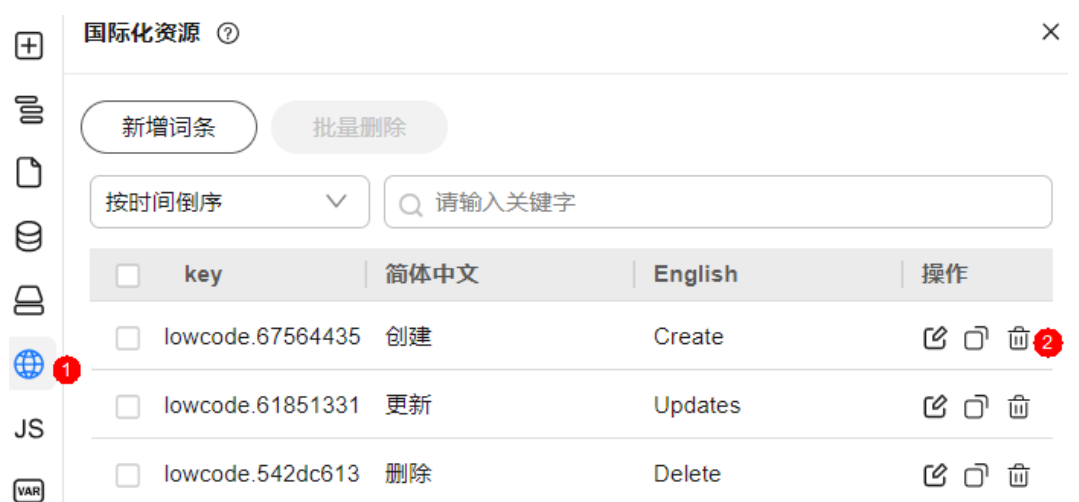 国际化资源
新增词条 批量删除
按时间倒序 请输入关键字
key 简体中文 English 操作
lowcode.67564435 创建 Create 2
1
lowcode.61851331 更新 Updates
JS
lowcode.542dc613 删除 Delete
VAR